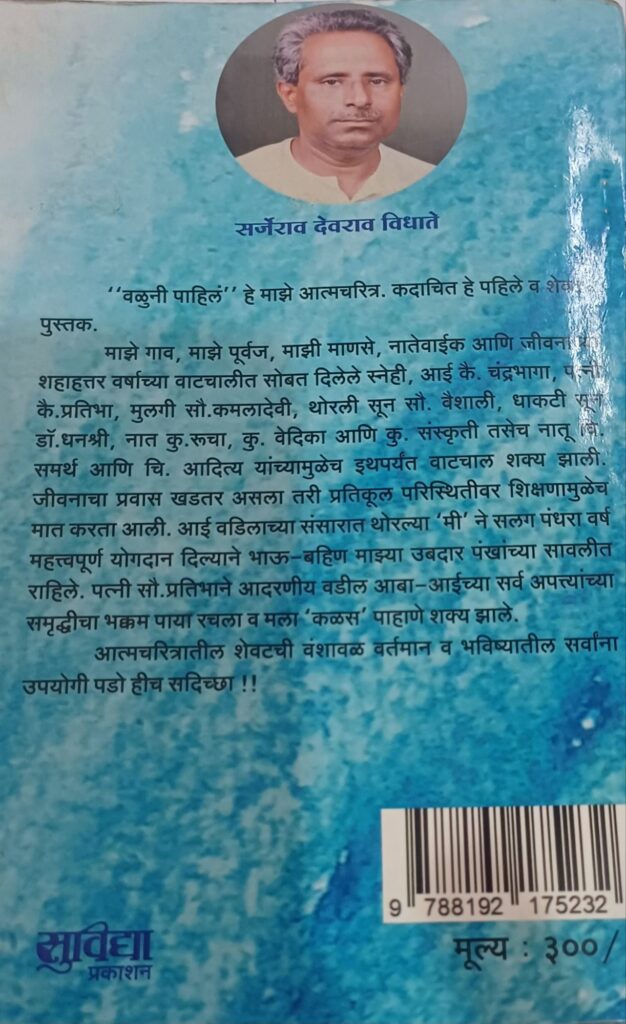 सर्जेराव देवराव विधाते
‘‘वळुनी पाहिलं’’ हे माझे आत्मचरित्र. कदाचित हे पहिले व
पुस्तक.
माझे गाव, माझे पूर्वज, माझी माणसे, नातेवाईक आणि
शहाहत्तर वर्षाच्या वाटचालीत सोबत दिलेले स्नेही, आई कै. चंद्रभागा, पत्नी
कै.प्रतिभा, मुलगी सौ.कमलादेवी, थोरली सून सौ. वैशाली, धाकटी सून
डॉ.धनश्री, नात कु.रूचा, कु. वेदिका आणि कु. संस्कृती तसेच नातू चि.
समर्थ आणि चि. आदित्य यांच्यामुळेच इथपर्यंत वाटचाल शक्य झाली.
जीवनाचा प्रवास खडतर असला तरी प्रतिकूल परिस्थितीवर शिक्षणामुळेच
मात करता आली. आई वडिलाच्या संसारात थोरल्या ‘मी’ ने सलग पंधरा वर्ष
महत्त्वपूर्ण योगदान दिल्याने भाऊ-बहिण माझ्या उबदार पंखांच्या सावलीत
राहिले. पत्नी सौ.प्रतिभाने आदरणीय वडील आबा-आईच्या सर्व अपत्त्यांच्या
समृद्धीचा भक्कम पाया रचला व मला ‘कळस’ पाहाणे शक्य झाले.
आत्मचरित्रातील शेवटची वंशावळ वर्तमान व भविष्यातील सर्वांना
उपयोगी पडो हीच सदिच्छा !!
9 788192 175232
मूल्य : ३००/
सुविद्या
प्रकाशन